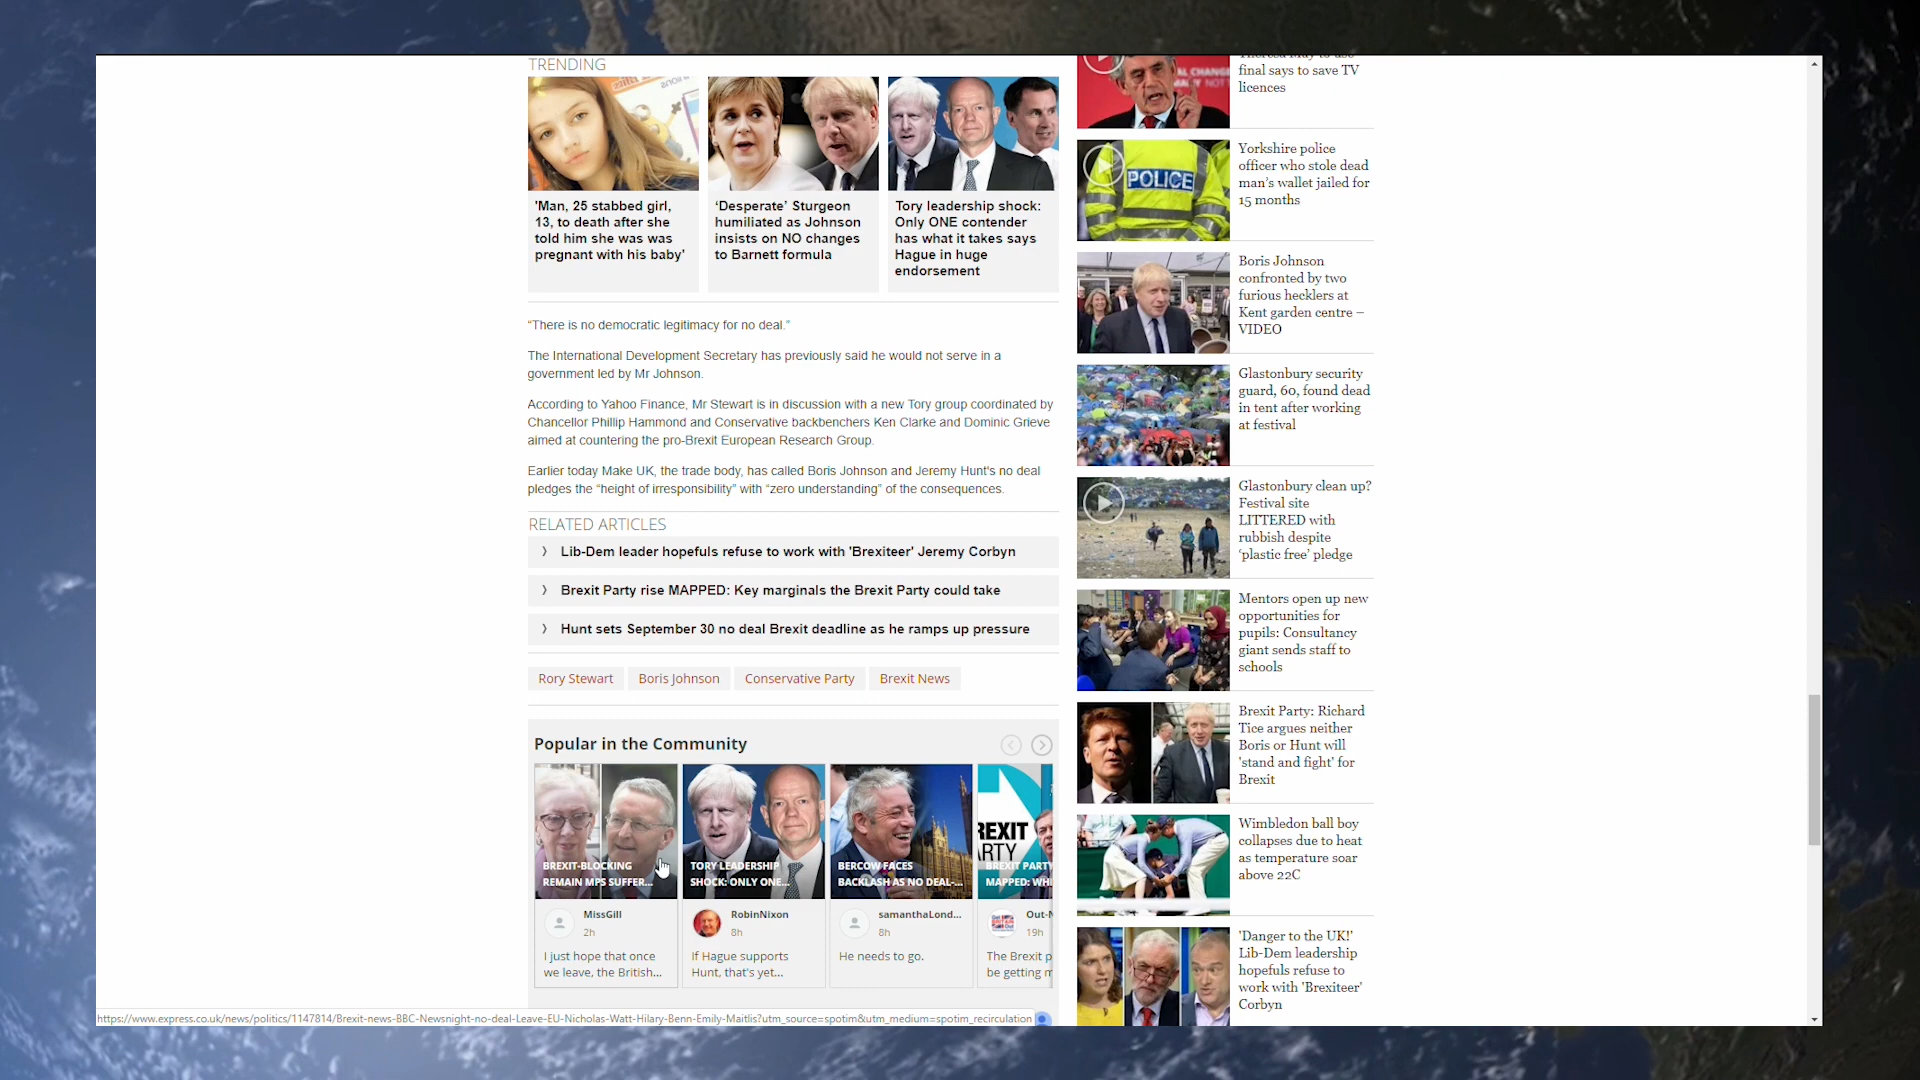 TRENDING
'Man, 25 stabbed girl,
13, to death after she
told him she was was
pregnant with his baby'
‘Desperate’ Sturgeon
humiliated as Johnson
insists on NO changes
to Barnett formula
Tory leadership shock:
Only ONE contender
has what it takes says
Hague in huge
endorsement
“There is no democratic legitimacy for no deal.”
The International Development Secretary has previously said he would not serve in a
government led by Mr Johnson.
According to Yahoo Finance, Mr Stewart is in discussion with a new Tory group coordinated by
Chancellor Phillip Hammond and Conservative backbenchers Ken Clarke and Dominic Grieve
aimed at countering the pro-Brexit European Research Group.
Earlier today Make UK, the trade body, has called Boris Johnson and Jeremy Hunt's no deal
pledges the “height of irresponsibility” with “zero understanding” of the consequences.
RELATED ARTICLES
Lib-Dem leader hopefuls refuse to work with 'Brexiteer' Jeremy Corbyn
Brexit Party rise MAPPED: Key marginals the Brexit Party could take
Hunt sets September 30 no deal Brexit deadline as he ramps up pressure
Rory Stewart
Boris Johnson
Conservative Party
Brexit News
Popular in the Community
BREXIT-BLOCKING
REMAIN MPS SUFFER...
MissGill
2h
I just hope that once
we leave, the British...
TORY LEADERSHIP
SHOCK: ONLY ONE...
RobinNixon
8h
If Hague supports
Hunt, that's yet...
BERCOW FACES
BACKLASH AS NO DEAL-...
samanthaLond...
8h
He needs to go.
BREXIT PARTY
MAPPED:
19h
The Brexit
be getting
https://www.express.co.uk/news/politics/1147814/Brexit-news-BBC-Newsnight-no-deal-Leave-EU-Nicholas-Watt-Hilary-Benn-Emily-Maitlis?utm_source=spotim&utm_medium=spotim_recirculation
final says to save TV
licences
POLICE
Yorkshire police
officer who stole dead
man’s wallet jailed for
15 months
Boris Johnson
confronted by two
furious hecklers at
Kent garden centre –
VIDEO
Glastonbury security
guard, 60, found dead
in tent after working
at festival
Glastonbury clean up?
Festival site
LITTERED with
rubbish despite
‘plastic free’ pledge
Mentors open up new
opportunities for
pupils: Consultancy
giant sends staff to
schools
Brexit Party: Richard
Tice argues neither
Boris or Hunt will
'stand and fight' for
Brexit
Wimbledon ball boy
collapses due to heat
as temperature soar
above 22C
'Danger to the UK!'
Lib-Dem leadership
hopefuls refuse to
work with 'Brexiteer'
Corbyn